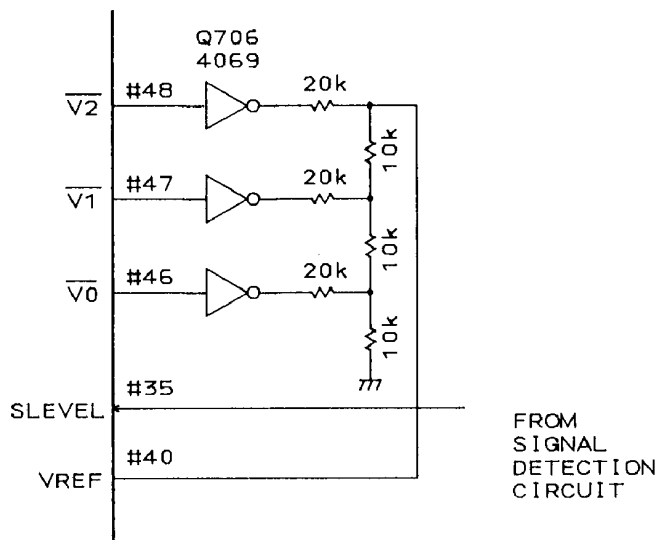 Q706
4069
V2 #48 20k
10k
V1 #47 20k
10k
V0 #46 20k
10k
#35
SLEVEL
#40
VREF
FROM
SIGNAL
DETECTION
CIRCUIT